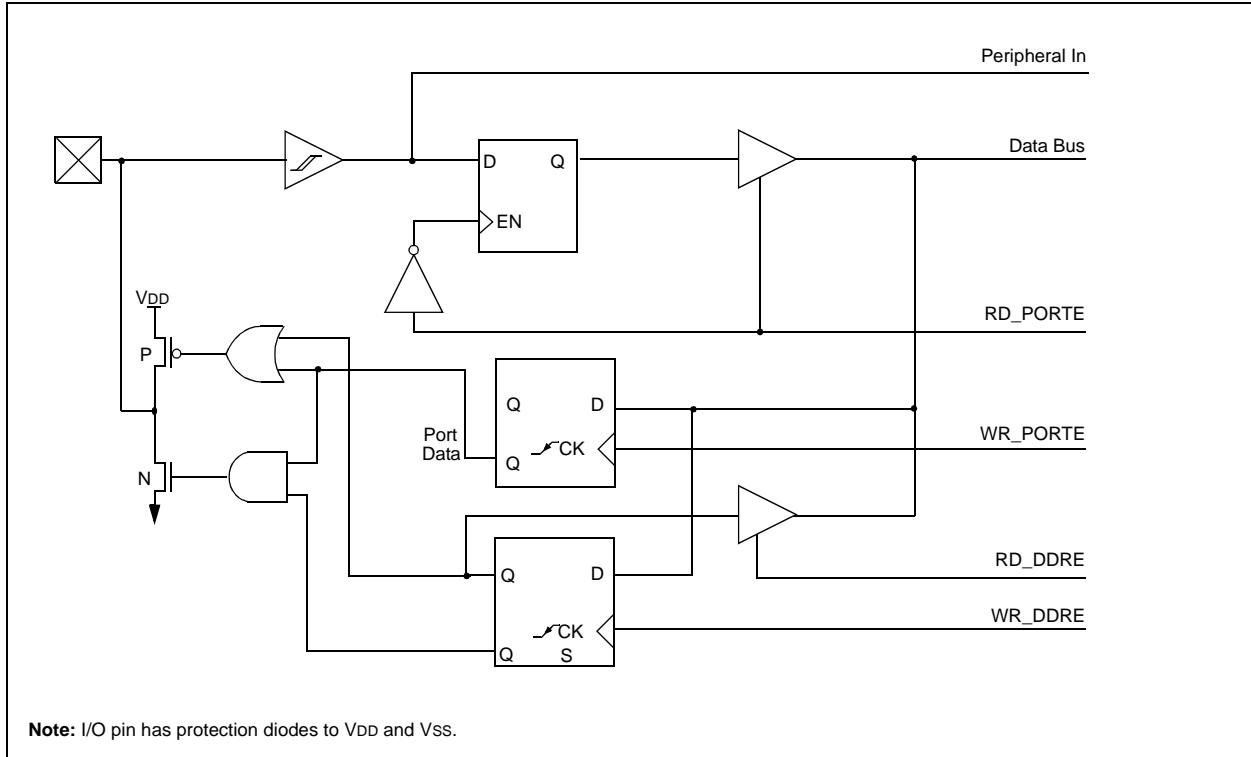 Peripheral In
Data Bus
D Q
EN
VDD
RD_PORTE
P
Q D
Port
Data
CK
Q
WR_PORTE
N
RD_DDRE
Q D
WR_DDRE
CK
Q S
Note: I/O pin has protection diodes to VDD and VSS.